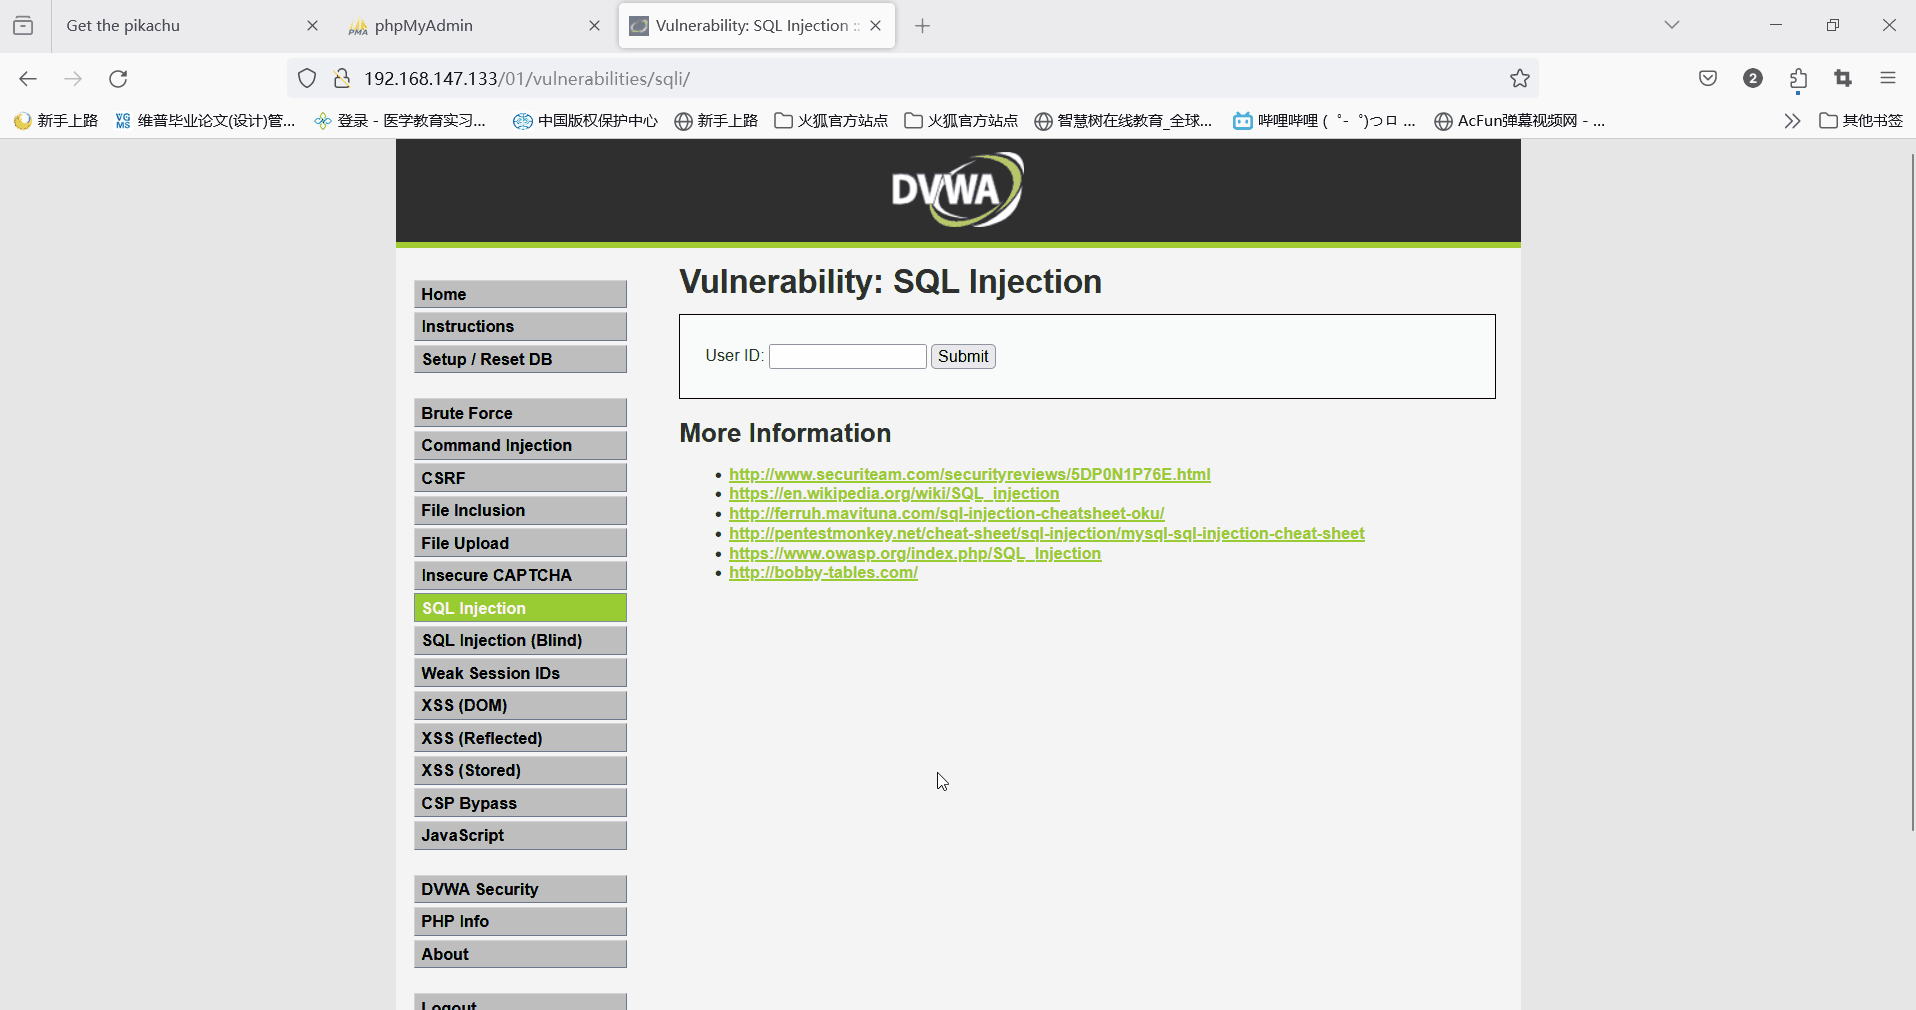 Get the pikachu
PMA phpMyAdmin
Vulnerability: SQL Injection ::
192.168.147.133/01/vulnerabilities/sqli/
2
新手上路
VG MS 维普毕业论文(设计)管...
登录 - 医学教育实习...
中国版权保护中心
新手上路
火狐官方站点
火狐官方站点
智慧树在线教育_全球...
哔哩哔哩 ( ゜- ゜)つロ ...
AcFun弹幕视频网 - ...
其他书签
DVWA
Home
Instructions
Setup / Reset DB
Brute Force
Command Injection
CSRF
File Inclusion
File Upload
Insecure CAPTCHA
SQL Injection
SQL Injection (Blind)
Weak Session IDs
XSS (DOM)
XSS (Reflected)
XSS (Stored)
CSP Bypass
JavaScript
DVWA Security
PHP Info
About
Logout
Vulnerability: SQL Injection
User ID: Submit
More Information
http://www.securiteam.com/securityreviews/5DP0N1P76E.html
https://en.wikipedia.org/wiki/SQL_injection
http://ferruh.mavituna.com/sql-injection-cheatsheet-oku/
http://pentestmonkey.net/cheat-sheet/sql-injection/mysql-sql-injection-cheat-sheet
https://www.owasp.org/index.php/SQL_Injection
http://bobby-tables.com/